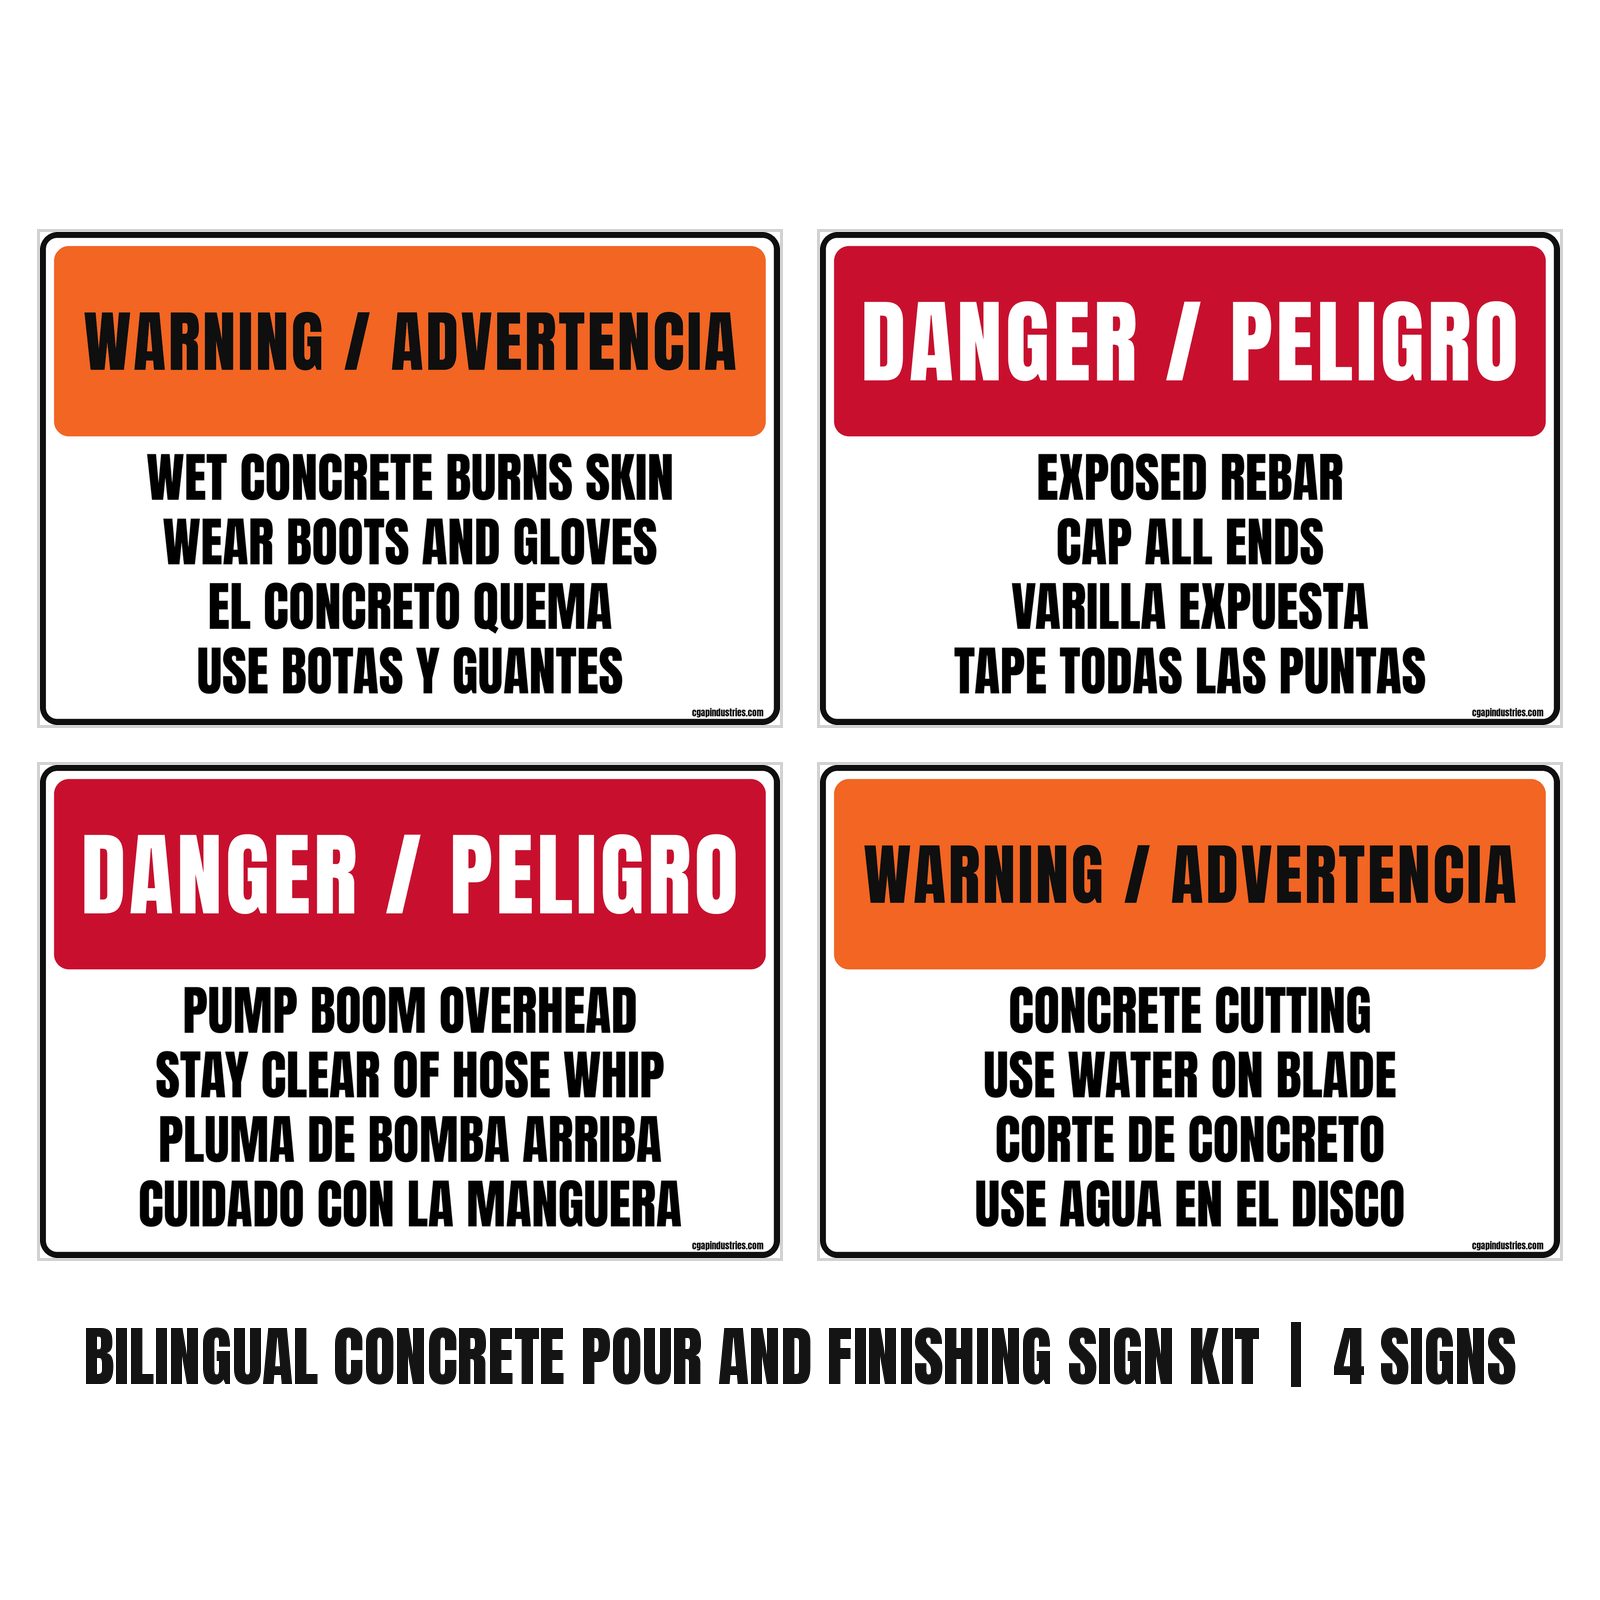 WARNING / ADVERTENCIA
WET CONCRETE BURNS SKIN
WEAR BOOTS AND GLOVES
EL CONCRETO QUEMA
USE BOTAS Y GUANTES
cgapindustries.com
DANGER / PELIGRO
EXPOSED REBAR
CAP ALL ENDS
VARILLA EXPUESTA
TAPE TODAS LAS PUNTAS
cgapindustries.com
DANGER / PELIGRO
PUMP BOOM OVERHEAD
STAY CLEAR OF HOSE WHIP
PLUMA DE BOMBA ARRIBA
CUIDADO CON LA MANGUERA
cgapindustries.com
WARNING / ADVERTENCIA
CONCRETE CUTTING
USE WATER ON BLADE
CORTE DE CONCRETO
USE AGUA EN EL DISCO
cgapindustries.com
BILINGUAL CONCRETE POUR AND FINISHING SIGN KIT | 4 SIGNS